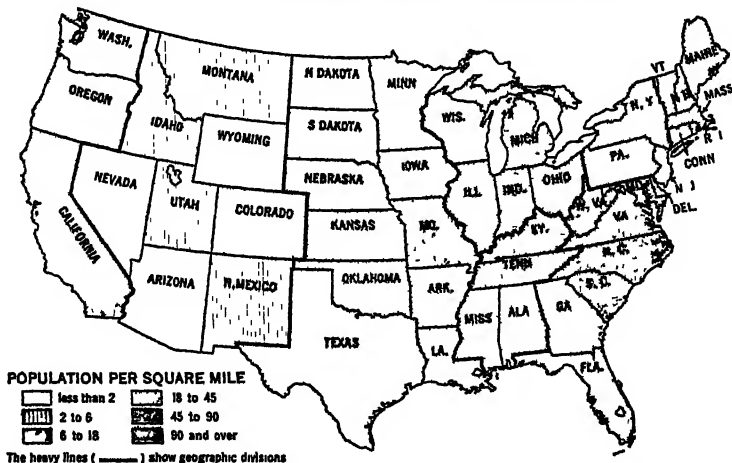 WASH.
MONTANA
N DAKOTA
MINN
VT
MAINE
OREGON
IDAHO
S DAKOTA
WIS.
MICH
N. Y
N H
MASS
WYOMING
R I
CONN
IOWA
PA.
NEVADA
NEBRASKA
ILL
IND.
OHIO
N J
DEL.
UTAH
COLORADO
W. VA
VA
CALIFORNIA
KANSAS
MO.
KY.
N. C.
TENN
ARIZONA
N. MEXICO
OKLAHOMA
ARK.
S. C.
MISS
ALA
GA
TEXAS
LA.
FLA.
POPULATION PER SQUARE MILE
less than 2
18 to 45
2 to 6
45 to 90
6 to 18
90 and over
The heavy lines ( ) show geographic divisions